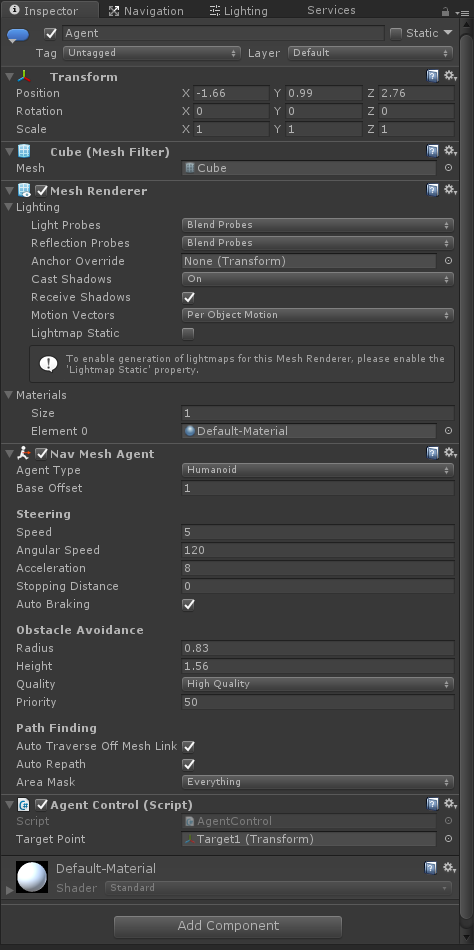 Inspector Navigation Lighting Services
Agent Static
Tag Untagged Layer Default
Transform
Position X -1.66 Y 0.99 Z 2.76
Rotation X 0 Y 0 Z 0
Scale X 1 Y 1 Z 1
Cube (Mesh Filter)
Mesh Cube
Mesh Renderer
Lighting
Light Probes Blend Probes
Reflection Probes Blend Probes
Anchor Override None (Transform)
Cast Shadows On
Receive Shadows
Motion Vectors Per Object Motion
Lightmap Static
To enable generation of lightmaps for this Mesh Renderer, please enable the
'Lightmap Static' property.
Materials
Size 1
Element 0 Default-Material
Nav Mesh Agent
Agent Type Humanoid
Base Offset 1
Steering
Speed 5
Angular Speed 120
Acceleration 8
Stopping Distance 0
Auto Braking
Obstacle Avoidance
Radius 0.83
Height 1.56
Quality High Quality
Priority 50
Path Finding
Auto Traverse Off Mesh Link
Auto Repath
Area Mask Everything
Agent Control (Script)
Script AgentControl
Target Point Target1 (Transform)
Default-Material
Shader Standard
Add Component